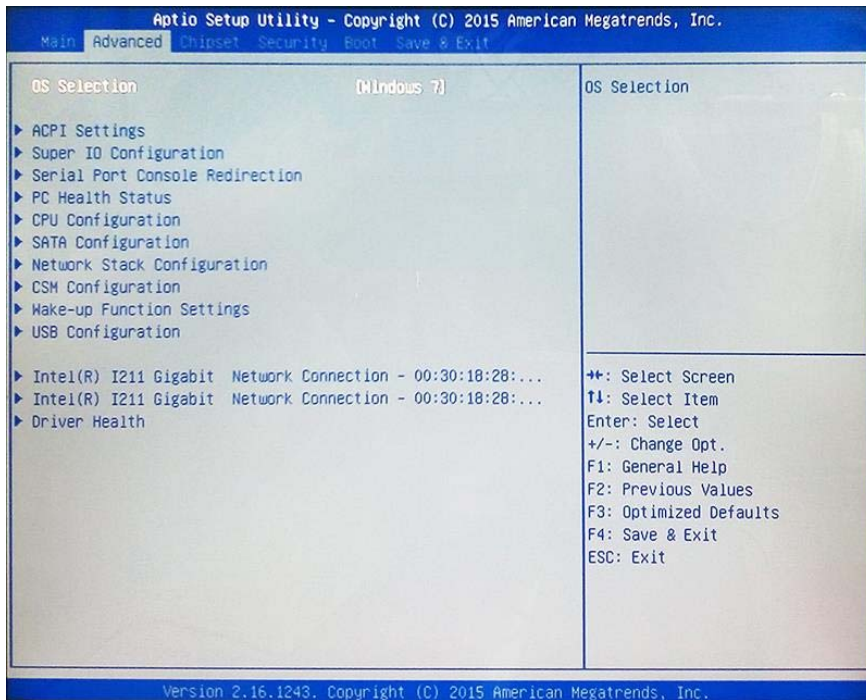 Aptio Setup Utility – Copyright (C) 2015 American Megatrends, Inc.
Main Advanced Chipset Security Boot Save & Exit
OS Selection [Windows 7]
▶ ACPI Settings
▶ Super IO Configuration
▶ Serial Port Console Redirection
▶ PC Health Status
▶ CPU Configuration
▶ SATA Configuration
▶ Network Stack Configuration
▶ CSM Configuration
▶ Wake-up Function Settings
▶ USB Configuration
▶ Intel(R) I211 Gigabit Network Connection - 00:30:18:28:...
▶ Intel(R) I211 Gigabit Network Connection - 00:30:18:28:...
▶ Driver Health
OS Selection
→←: Select Screen
↑↓: Select Item
Enter: Select
+/-: Change Opt.
F1: General Help
F2: Previous Values
F3: Optimized Defaults
F4: Save & Exit
ESC: Exit
Version 2.16.1243. Copyright (C) 2015 American Megatrends, Inc.